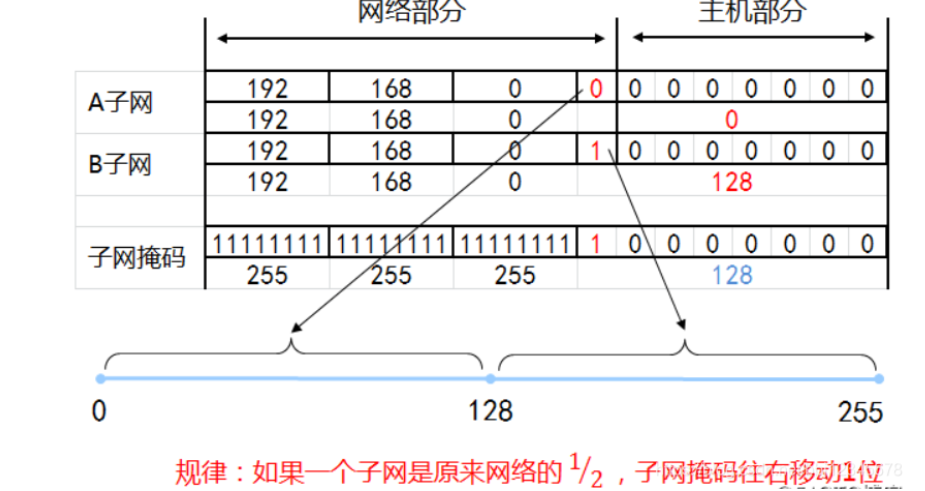 网络部分 主机部分
A子网 192 168 0 0 0 0 0 0 0 0 0
192 168 0 0
B子网 192 168 0 1 0 0 0 0 0 0 0
192 168 0 128
子网掩码 11111111 11111111 11111111 1 0 0 0 0 0 0 0
255 255 255 128
0 128 255
规律：如果一个子网是原来网络的 1/2 ，子网掩码往右移动1位